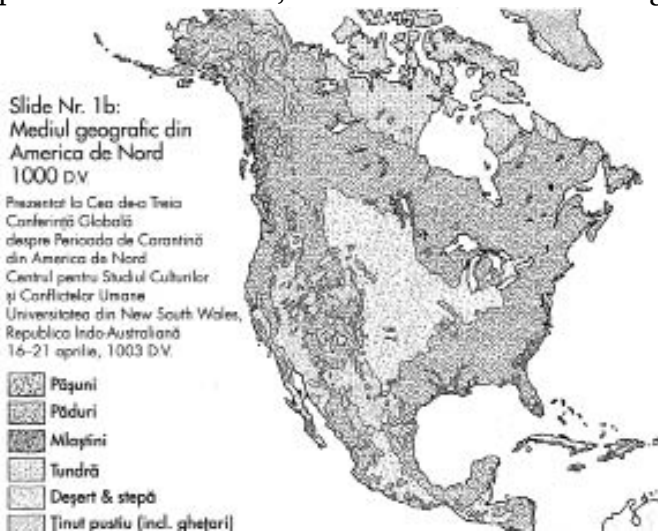 Slide Nr. 1b:
Mediul geografic din
America de Nord
1000 D.V.
Prezentat la Cea de-a Treia
Conferință Globală
despre Perioada de Carantină
din America de Nord
Centrul pentru Studiul Culturilor
și Conflictelor Umane
Universitatea din New South Wales,
Republica Indo-Australiană
16–21 aprilie, 1003 D.V.
Pășuni
Păduri
Mlaștini
Tundră
Deșert & stepă
Ținut pustiu (incl. ghețari)